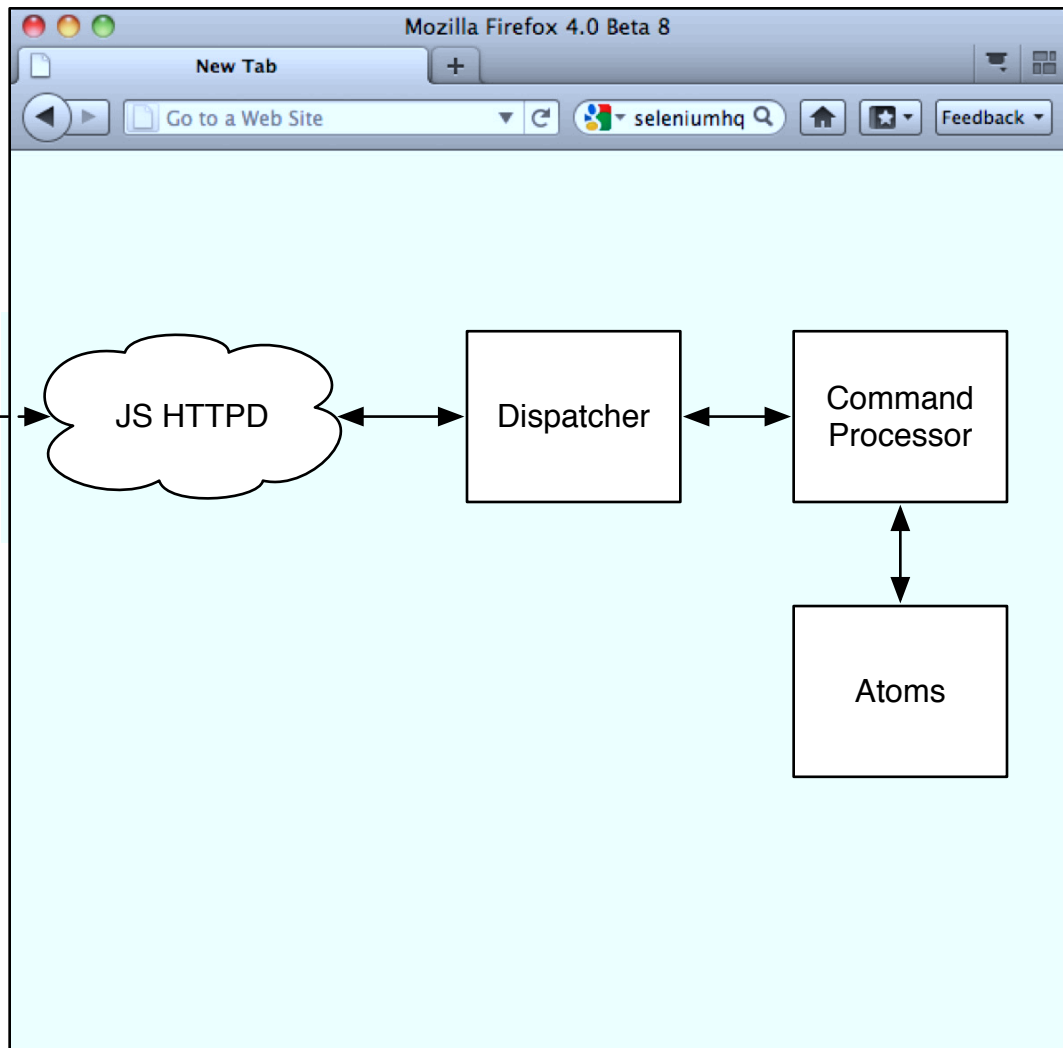 Mozilla Firefox 4.0 Beta 8
New Tab
Go to a Web Site
seleniumhq
Feedback
JS HTTPD
Dispatcher
Command
Processor
Atoms